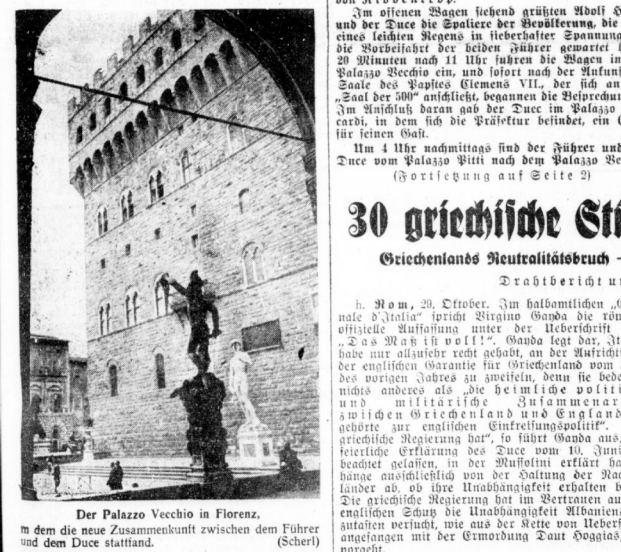 Der Palazzo Vecchio in Florenz,
m dem die neue Zusammenkunft zwischen dem Führer
und dem Duce stattfand. (Scherl)
von Ribbentrop.
Im offenen Wagen stehend grüßten Adolf H
und der Duce die Spaliere der Bevölkerung, die
eines leichten Regens in fieberhafter Spannung
die Vorbeifahrt der beiden Führer gewartet
20 Minuten nach 11 Uhr fuhren die Wagen in
Palazzo Vecchio ein, und sofort nach der Ankunf
Saale des Papstes Clemens VII., der sich an
„Saal der 500“ anschließt, begannen die Besprechun
Im Anschluß daran gab der Duce im Palazzo
cardi, in dem sich die Präfektur befindet, ein
für seinen Gast.
Um 4 Uhr nachmittags sind der Führer und
Duce vom Palazzo Pitti nach dem Palazzo Ve
(Fortsetzung auf Seite 2)
30 griechische Stü
Griechenlands Neutralitätsbruch -
Drahtbericht un
h. Rom, 29. Oktober. Im halbamtlichen „G
nale d'Italia“ spricht Virgino Gayda die röm
offizielle Auffassung unter der Ueberschrift
„Das Maß ist voll!“. Gayda legt dar, It
habe nur allzusehr recht gehabt, an der Aufricht
der englischen Garantie für Griechenland vom
des vorigen Jahres zu zweifeln, denn sie bede
nichts anderes als „die heimliche politi
und militärische Zusammenar
zwischen Griechenland und England
gehörte zur englischen Einkreisungspolitik“.
griechische Regierung hat“, so führt Gayda aus,
feierliche Erklärung des Duce vom 10. Juni
beachtet gelassen, in der Mussolini erklärt ha
hänge ausschließlich von der Haltung der Nac
länder ab, ob ihre Unabhängigkeit erhalten b
Die griechische Regierung hat im Vertrauen au
englischen Schutz die Unabhängigkeit Albanien
zutasten versucht, wie aus der Kette von Ueberf
angefangen mit der Ermordung Daut Hoggias,